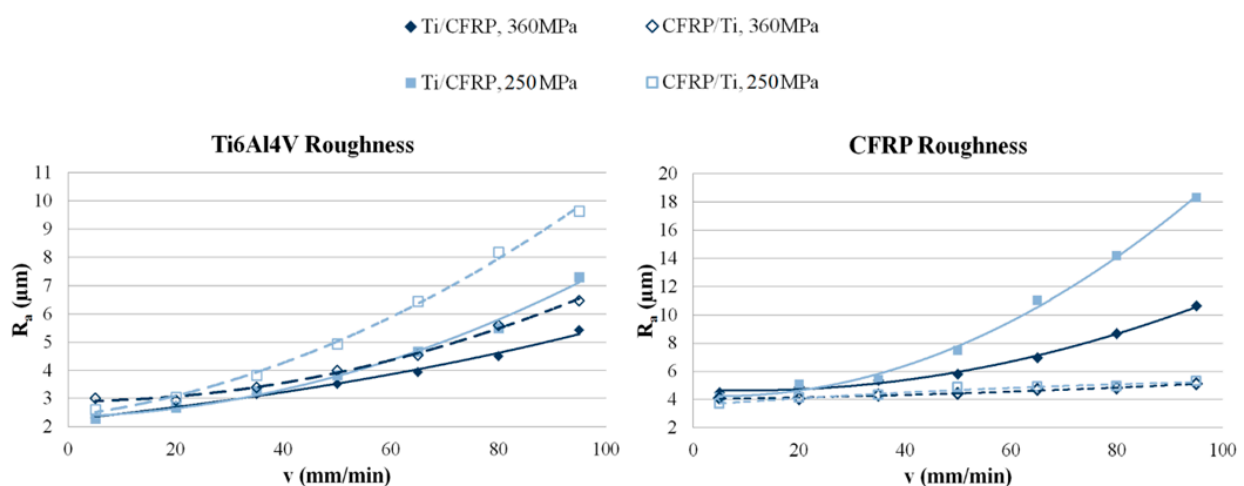 Ti/CFRP, 360MPa CFRP/Ti, 360MPa
Ti/CFRP, 250MPa CFRP/Ti, 250MPa
Ti6Al4V Roughness
11
10
9
8
7
6
5
4
3
2
Ra (μm)
0 20 40 60 80 100
v (mm/min)
CFRP Roughness
20
18
16
14
12
10
8
6
4
2
Ra (μm)
0 20 40 60 80 100
v (mm/min)